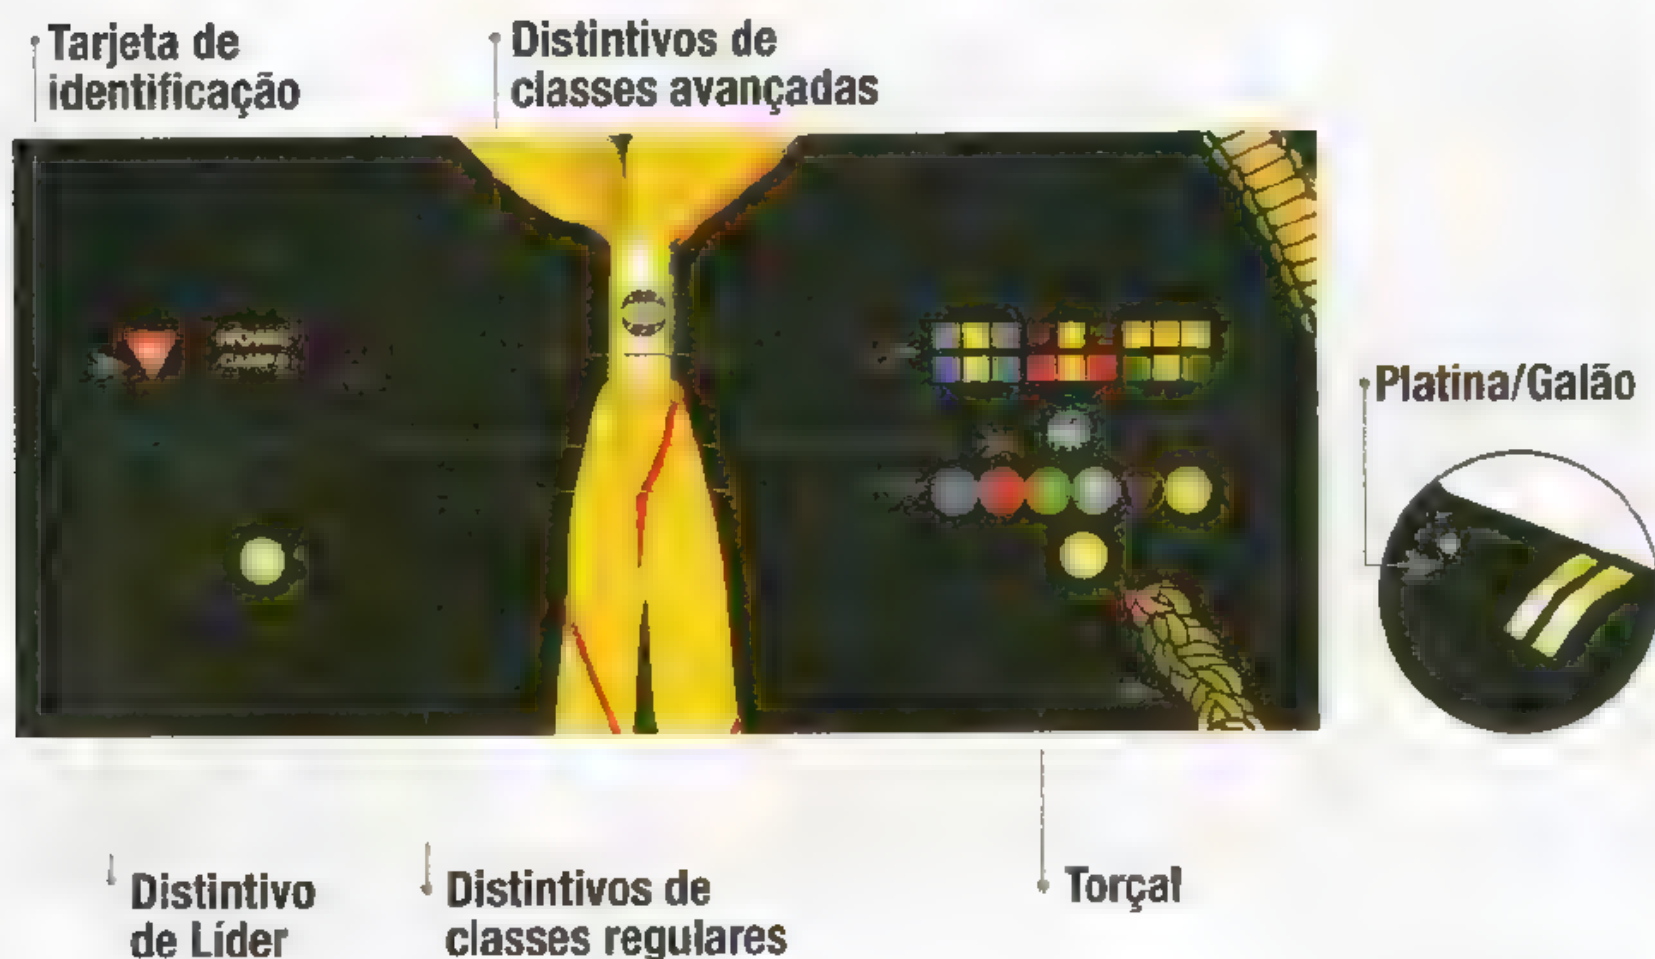 Tarjeta de
identificação
Distintivos de
classes avançadas
Platina/Galão
Distintivo
de Líder
Distintivos de
classes regulares
Torçal